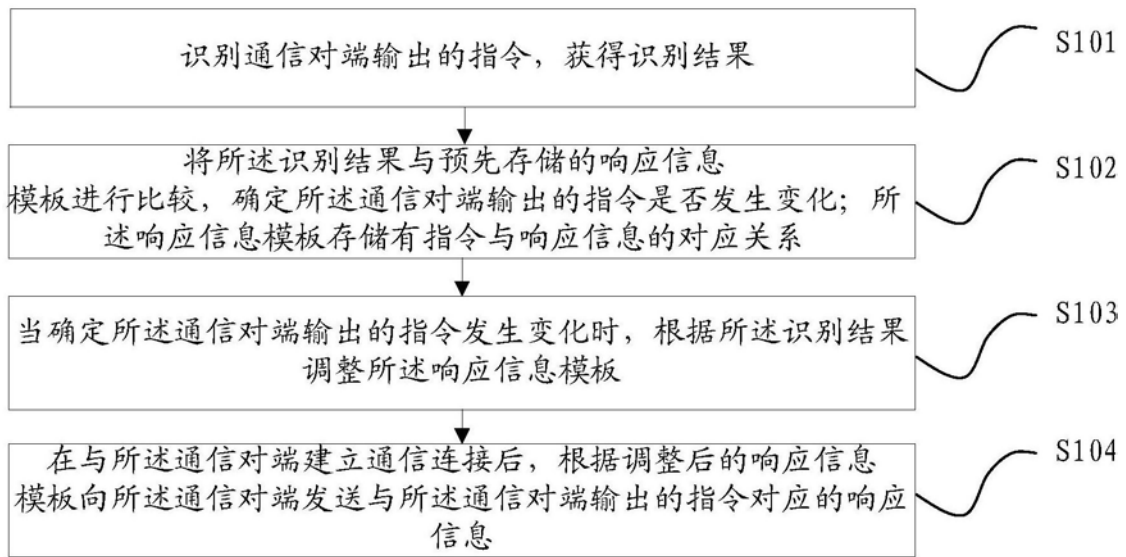 识别通信对端输出的指令，获得识别结果
S101
将所述识别结果与预先存储的响应信息
模板进行比较，确定所述通信对端输出的指令是否发生变化；所
述响应信息模板存储有指令与响应信息的对应关系
S102
当确定所述通信对端输出的指令发生变化时，根据所述识别结果
调整所述响应信息模板
S103
在与所述通信对端建立通信连接后，根据调整后的响应信息
模板向所述通信对端发送与所述通信对端输出的指令对应的响应
信息
S104